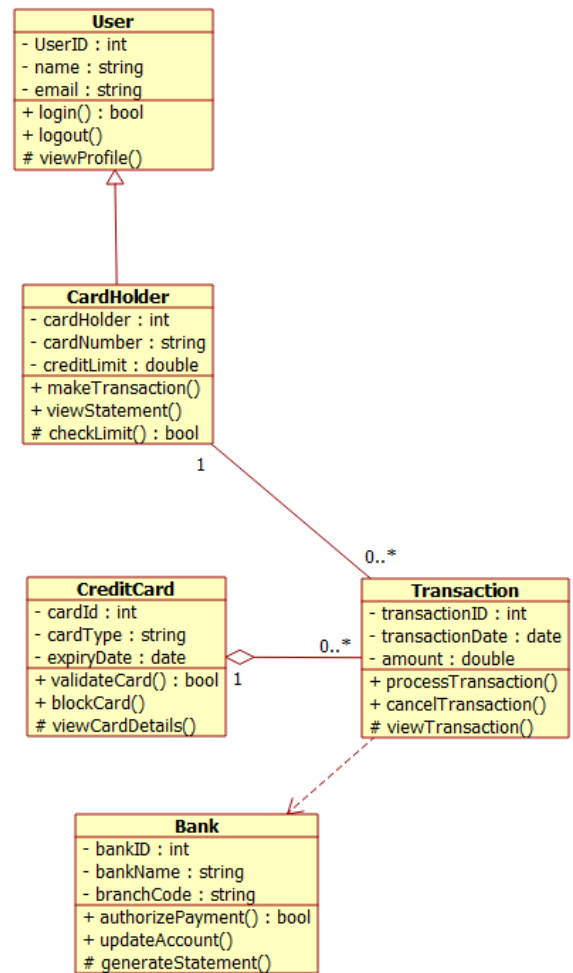 User
- UserID : int
- name : string
- email : string
+ login() : bool
+ logout()
# viewProfile()
CardHolder
- cardHolder : int
- cardNumber : string
- creditLimit : double
+ makeTransaction()
+ viewStatement()
# checkLimit() : bool
1
0..*
CreditCard
- cardId : int
- cardType : string
- expiryDate : date
+ validateCard() : bool
+ blockCard()
# viewCardDetails()
1
0..*
Transaction
- transactionID : int
- transactionDate : date
- amount : double
+ processTransaction()
+ cancelTransaction()
# viewTransaction()
Bank
- bankID : int
- bankName : string
- branchCode : string
+ authorizePayment() : bool
+ updateAccount()
# generateStatement()